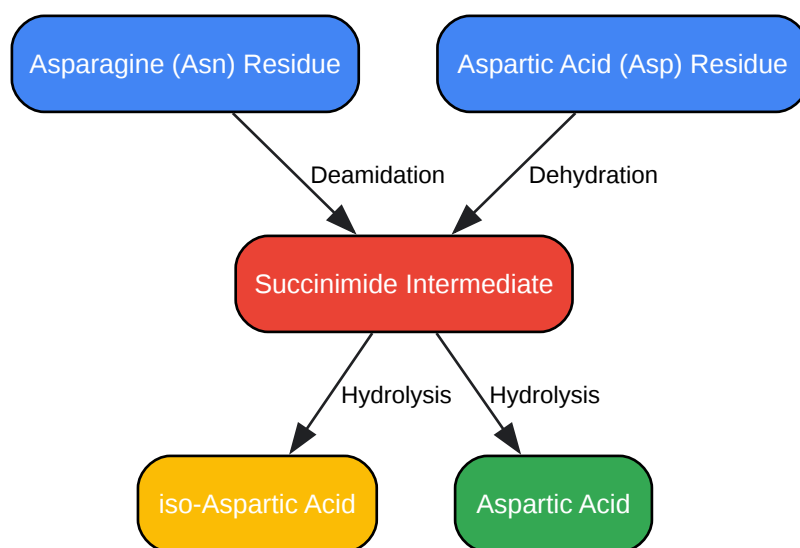 Asparagine (Asn) Residue
Aspartic Acid (Asp) Residue
Deamidation
Dehydration
Succinimide Intermediate
Hydrolysis
Hydrolysis
iso-Aspartic Acid
Aspartic Acid